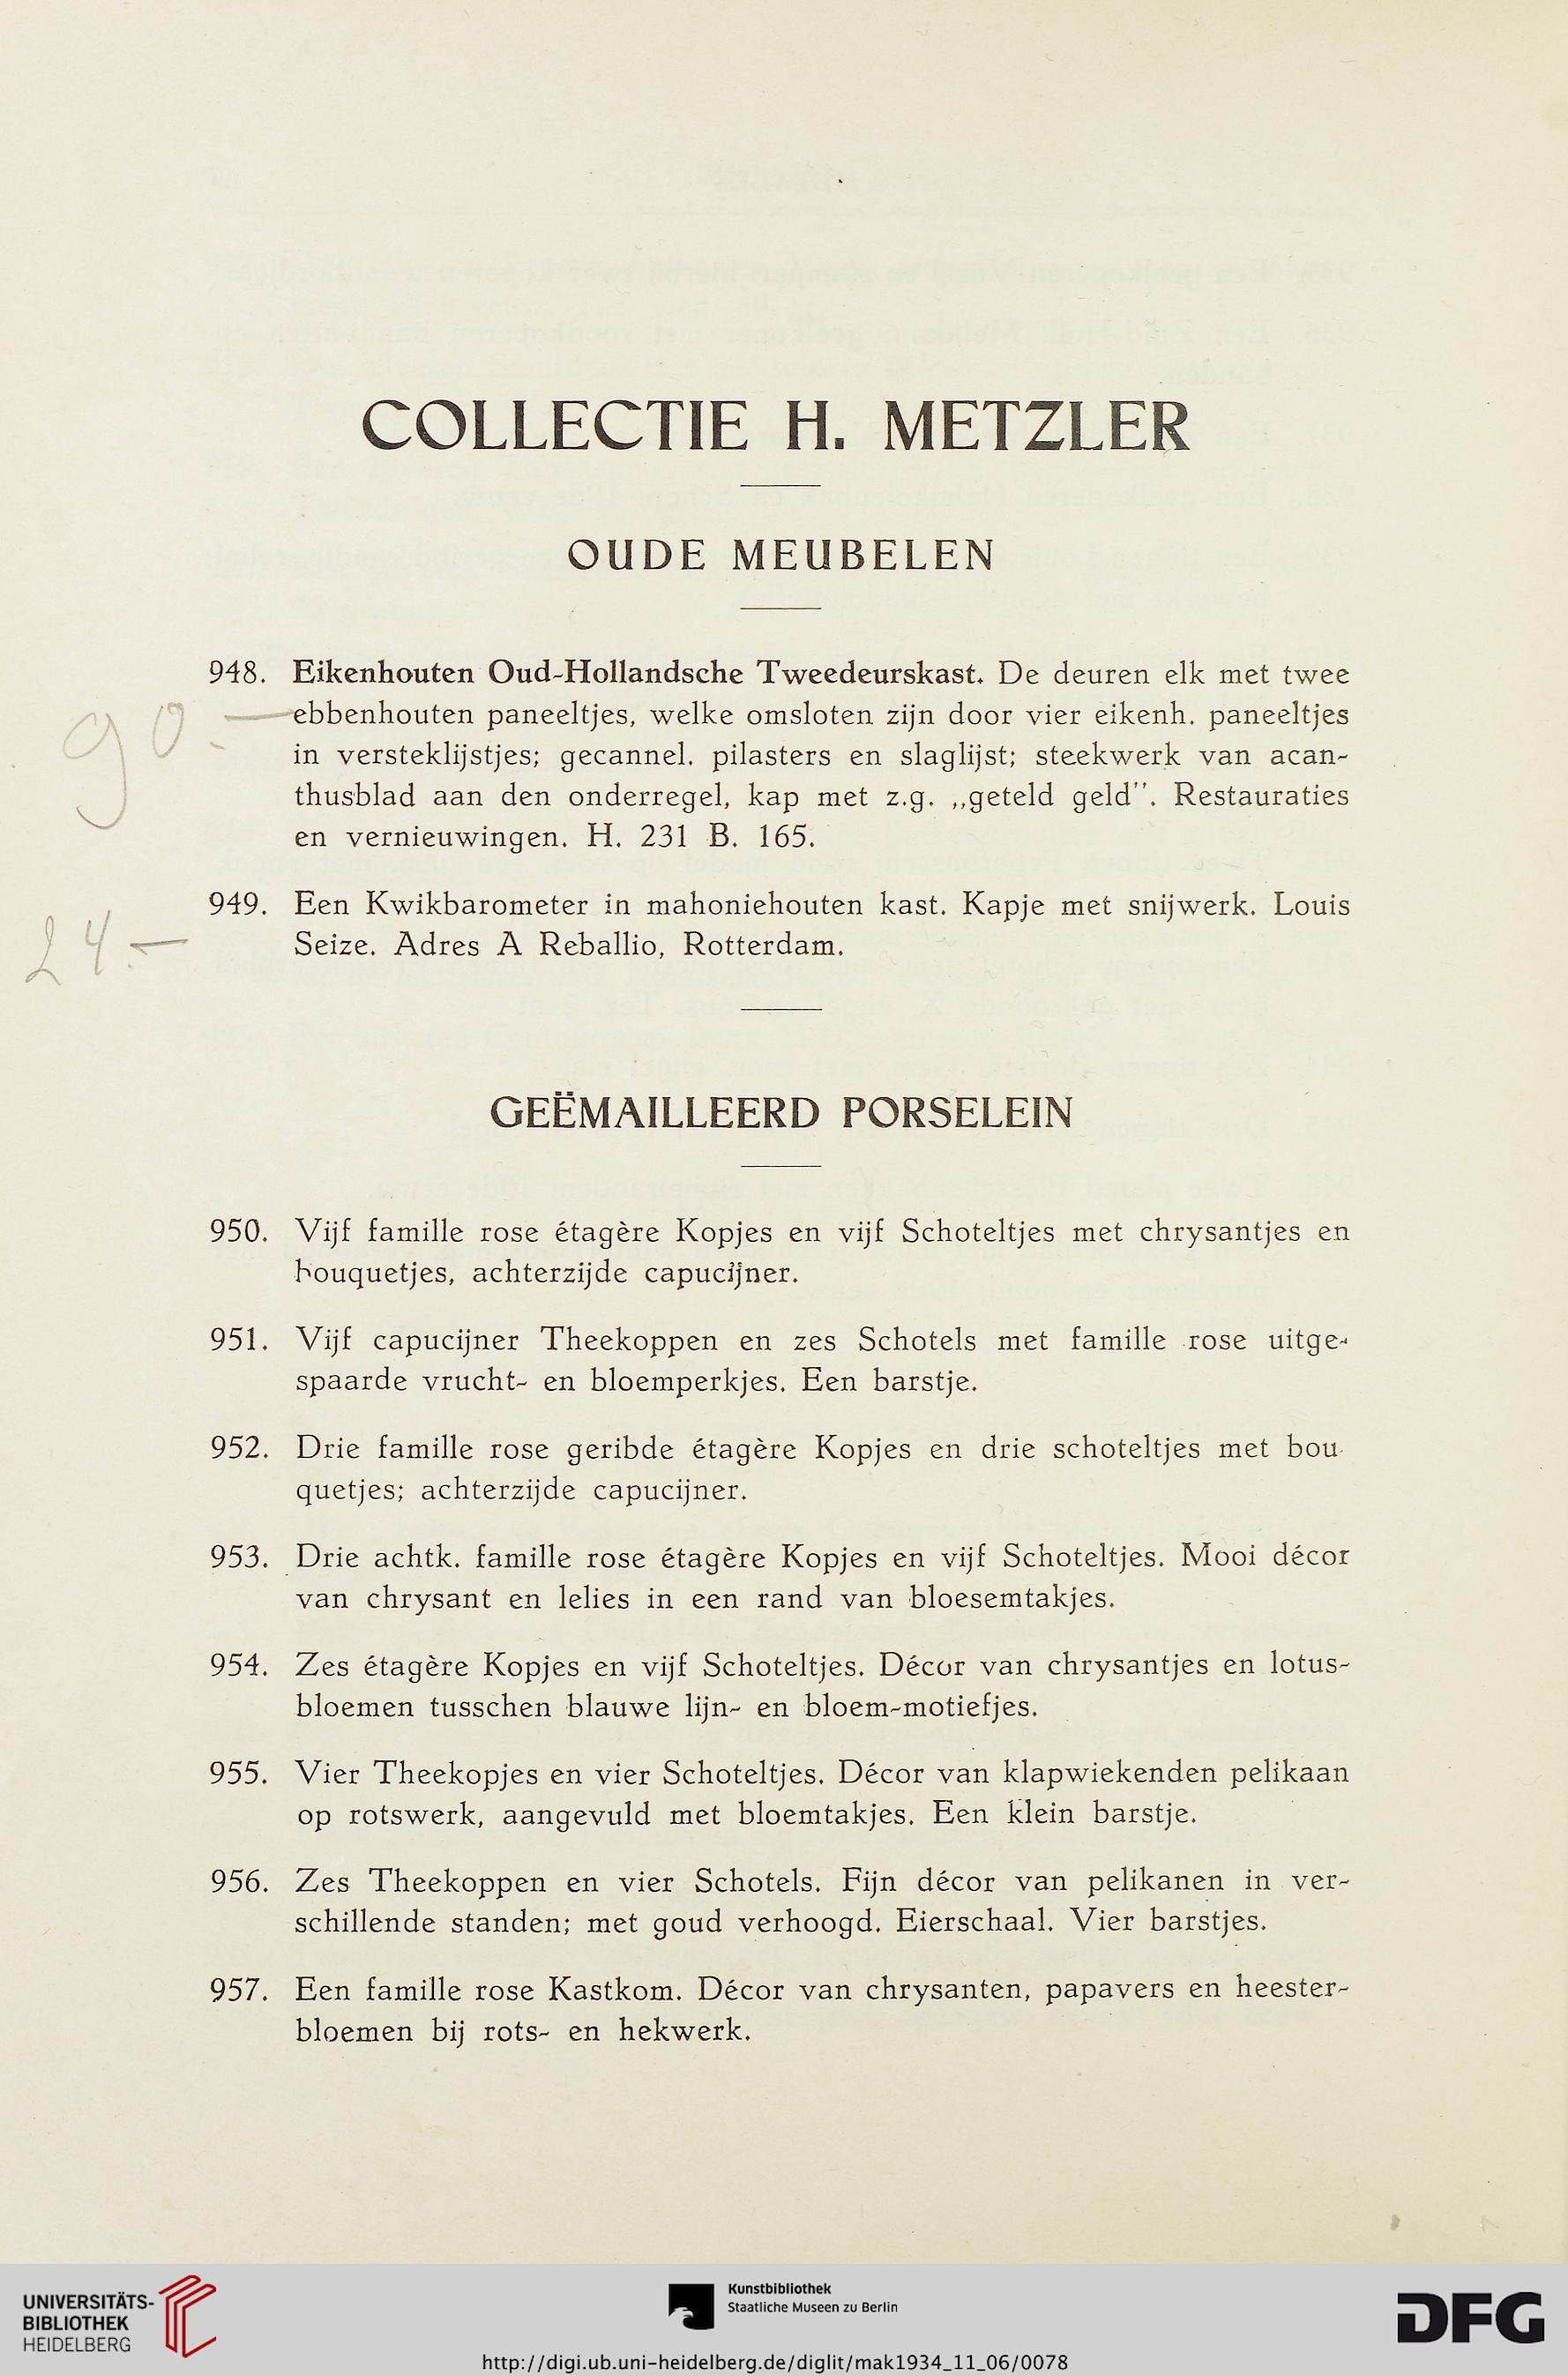 COLLECTIE H. METZLER
OUDE MEUBELEN
948. Eikenhouten Oud-Hollandsche Tweedeurskast. De deuren elk met twee
90.— ebbenhouten paneeltjes, welke omsloten zijn door vier eikenh. paneeltjes
in versteklijstjes; gecannel. pilasters en slaglijst; steekwerk van acan-
thusblad aan den onderregel, kap met z.g. „geteld geld”. Restauraties
en vernieuwingen. H. 231 B. 165.
949. Een Kwikbarometer in mahoniehouten kast. Kapje met snijwerk. Louis
24.— Seize. Adres A Reballio, Rotterdam.
GEËMAILLEERD PORSELEIN
950. Vijf famille rose étagère Kopjes en vijf Schoteltjes met chrysantjes en
bouquetjes, achterzijde capucijner.
951. Vijf capucijner Theekoppen en zes Schotels met famille rose uitge-
spaarde vrucht- en bloemperkjes. Een barstje.
952. Drie famille rose geribde étagère Kopjes en drie schoteltjes met bou-
quetjes; achterzijde capucijner.
953. Drie achtk. famille rose étagère Kopjes en vijf Schoteltjes. Mooi décor
van chrysant en lelies in een rand van bloesemtakjes.
954. Zes étagère Kopjes en vijf Schoteltjes. Décor van chrysantjes en lotus-
bloemen tusschen blauwe lijn- en bloem-motiefjes.
955. Vier Theekopjes en vier Schoteltjes. Décor van klapwiekenden pelikaan
op rotswerk, aangevuld met bloemtakjes. Een klein barstje.
956. Zes Theekoppen en vier Schotels. Fijn décor van pelikanen in ver-
schillende standen; met goud verhoogd. Eierschaal. Vier barstjes.
957. Een famille rose Kastkom. Décor van chrysanten, papavers en heester-
bloemen bij rots- en hekwerk.
UNIVERSITÄTS-
BIBLIOTHEK
HEIDELBERG
Kunstbibliothek
Staatliche Museen zu Berlin
DFG
http://digi.ub.uni-heidelberg.de/diglit/mak1934_11_06/0078